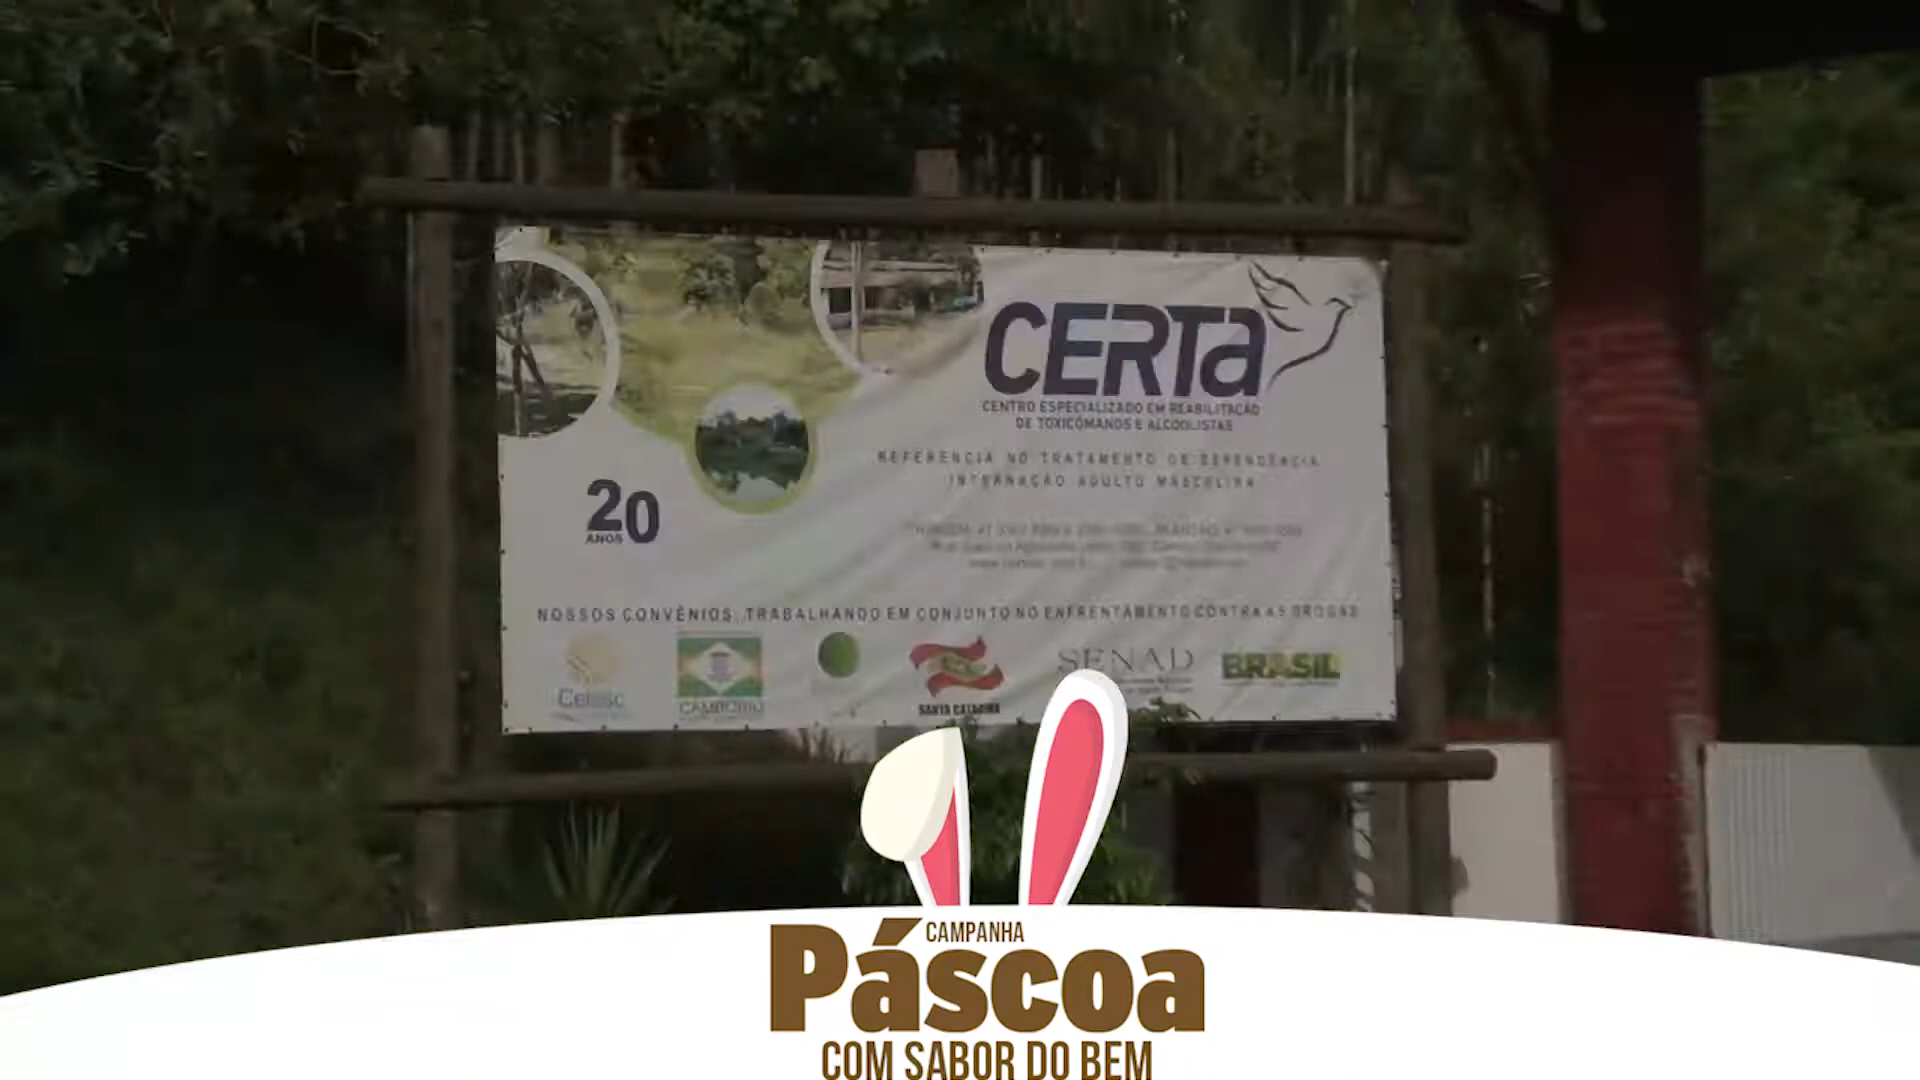 CERTa
CENTRO ESPECIALIZADO EM REABILITAÇÃO
DE TOXICÔMANOS E ALCOOLISTAS
REFERÊNCIA NO TRATAMENTO DE DEPENDÊNCIA
INTERNAÇÃO ADULTO MASCULINA
20
ANOS
NOSSOS CONVÊNIOS: TRABALHANDO EM CONJUNTO NO ENFRENTAMENTO CONTRA AS DROGAS
Celesc
CAMBORIÚ
SANTA CATARINA
SENAD
BRASIL
CAMPANHA
Páscoa
COM SABOR DO BEM